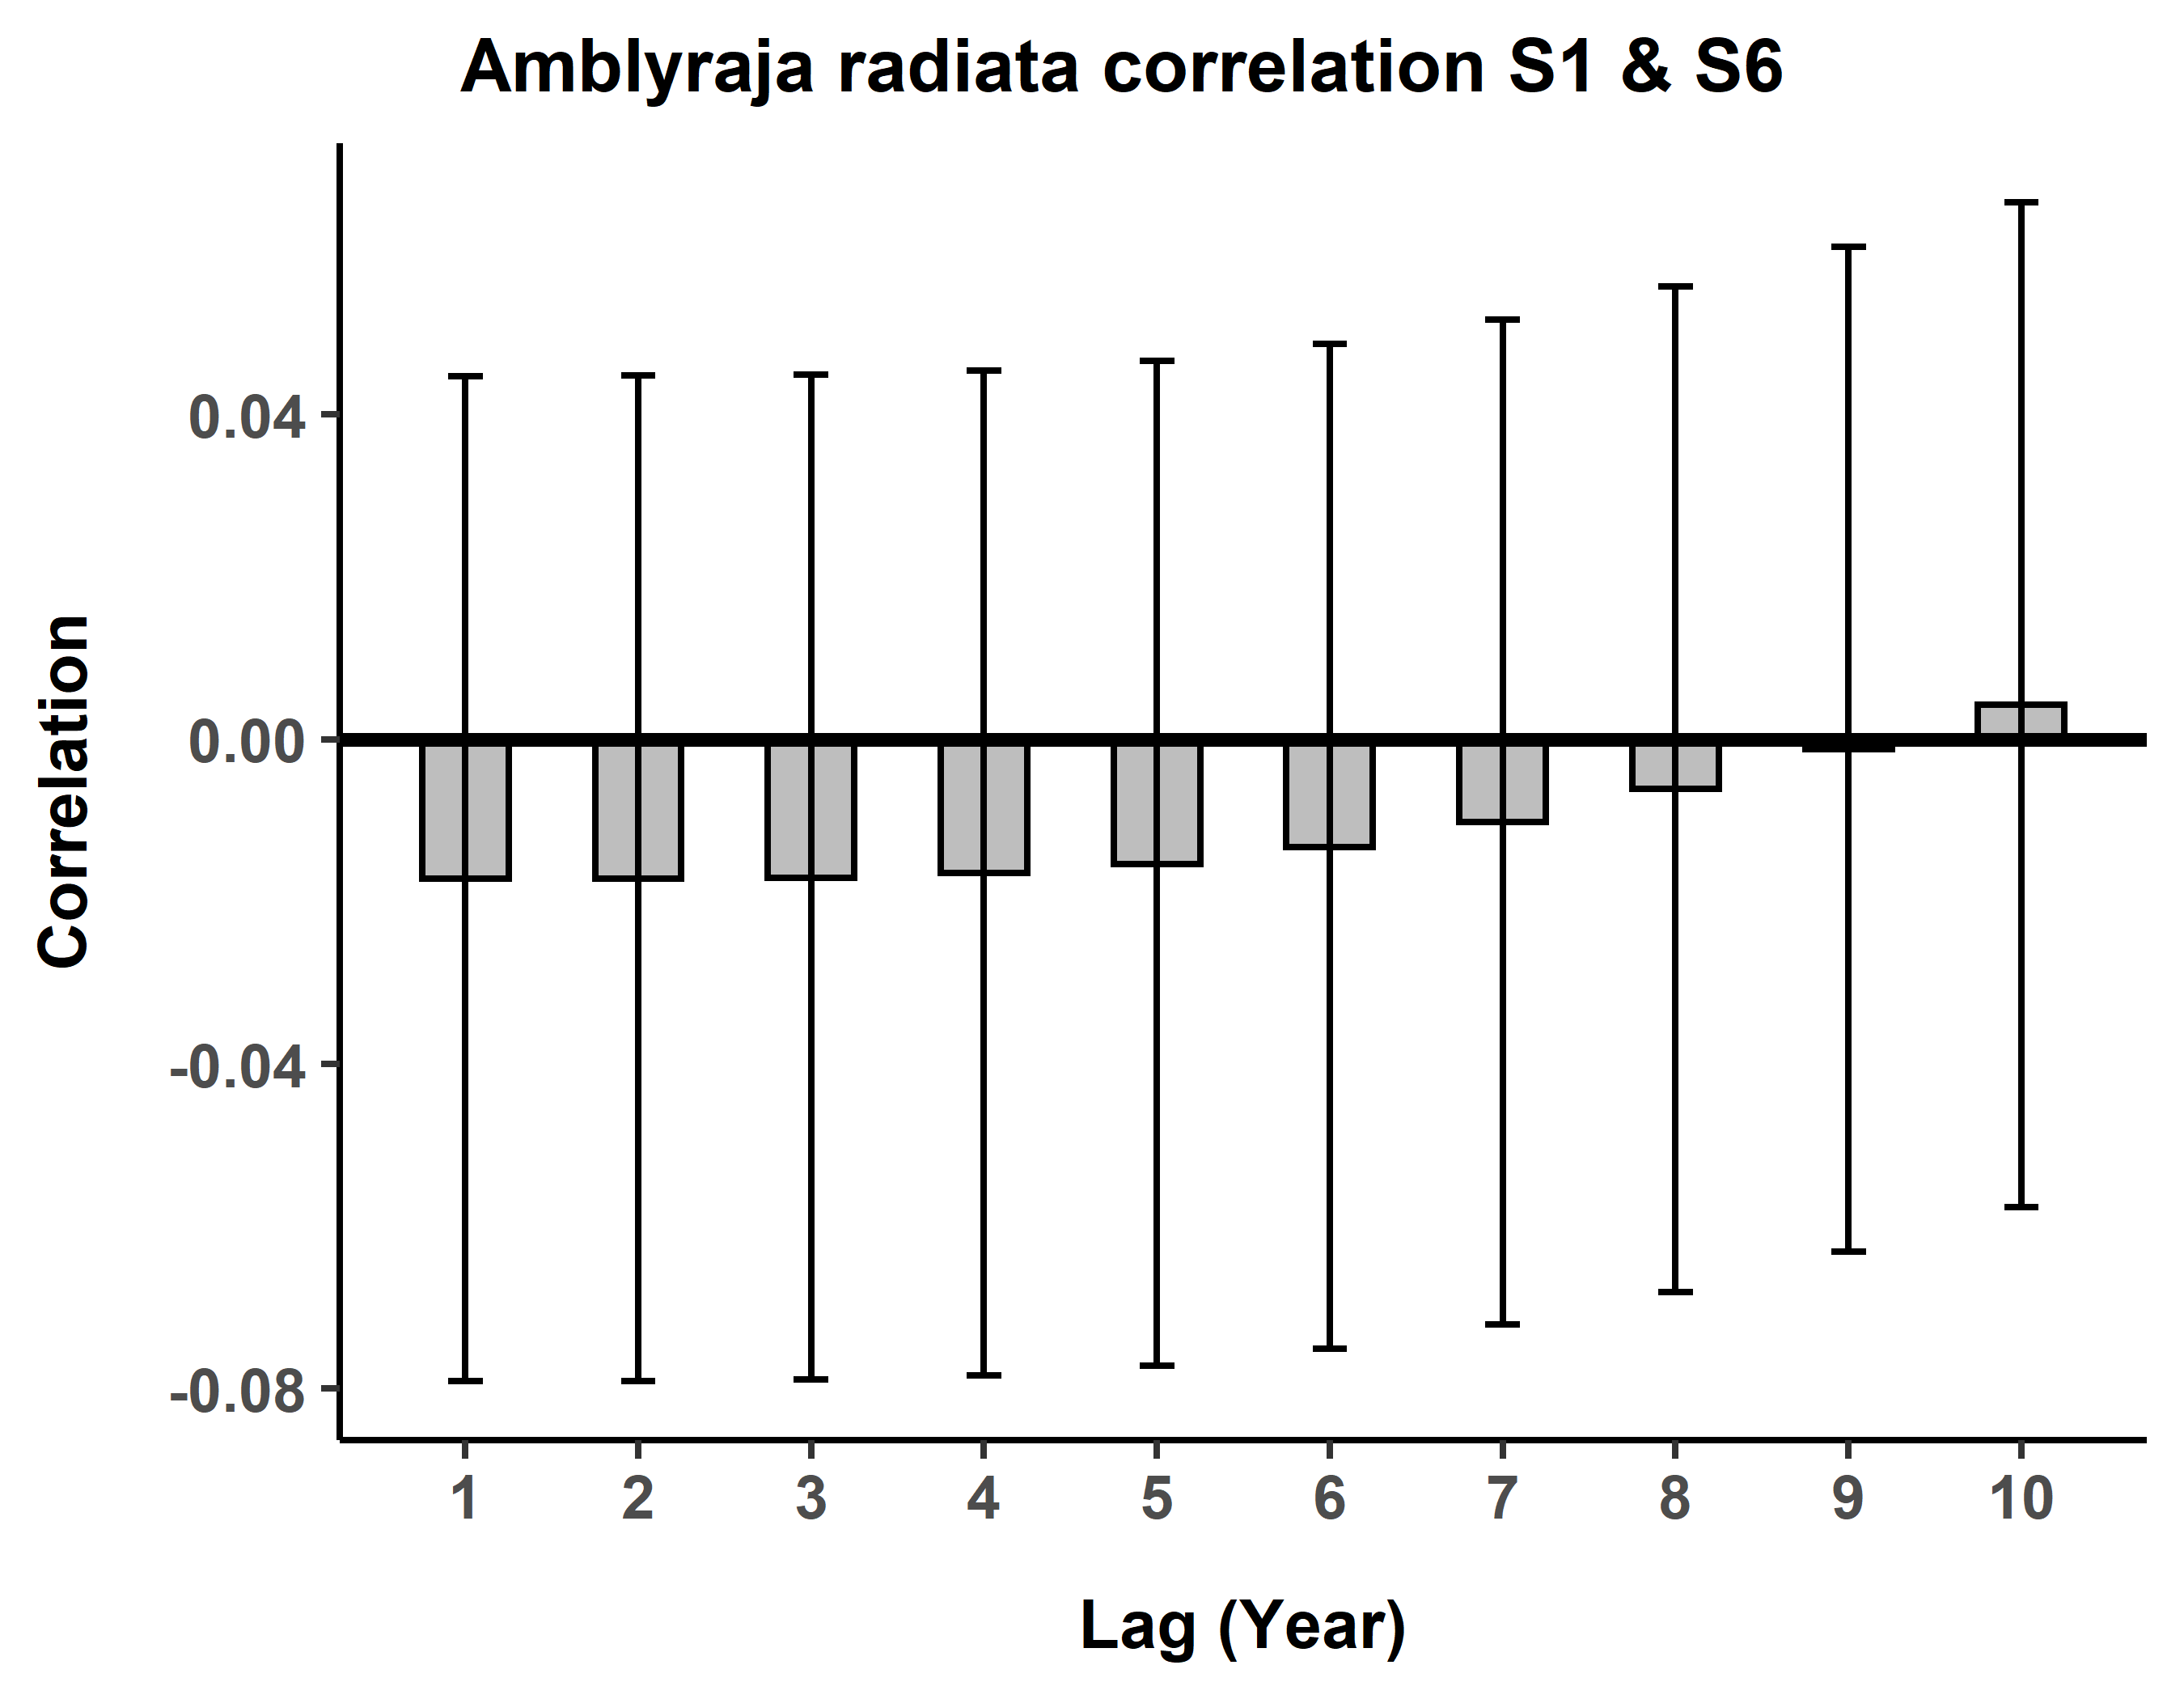 Amblyraja radiata correlation S1 & S6
Correlation
0.04
0.00
-0.04
-0.08
1 2 3 4 5 6 7 8 9 10
Lag (Year)